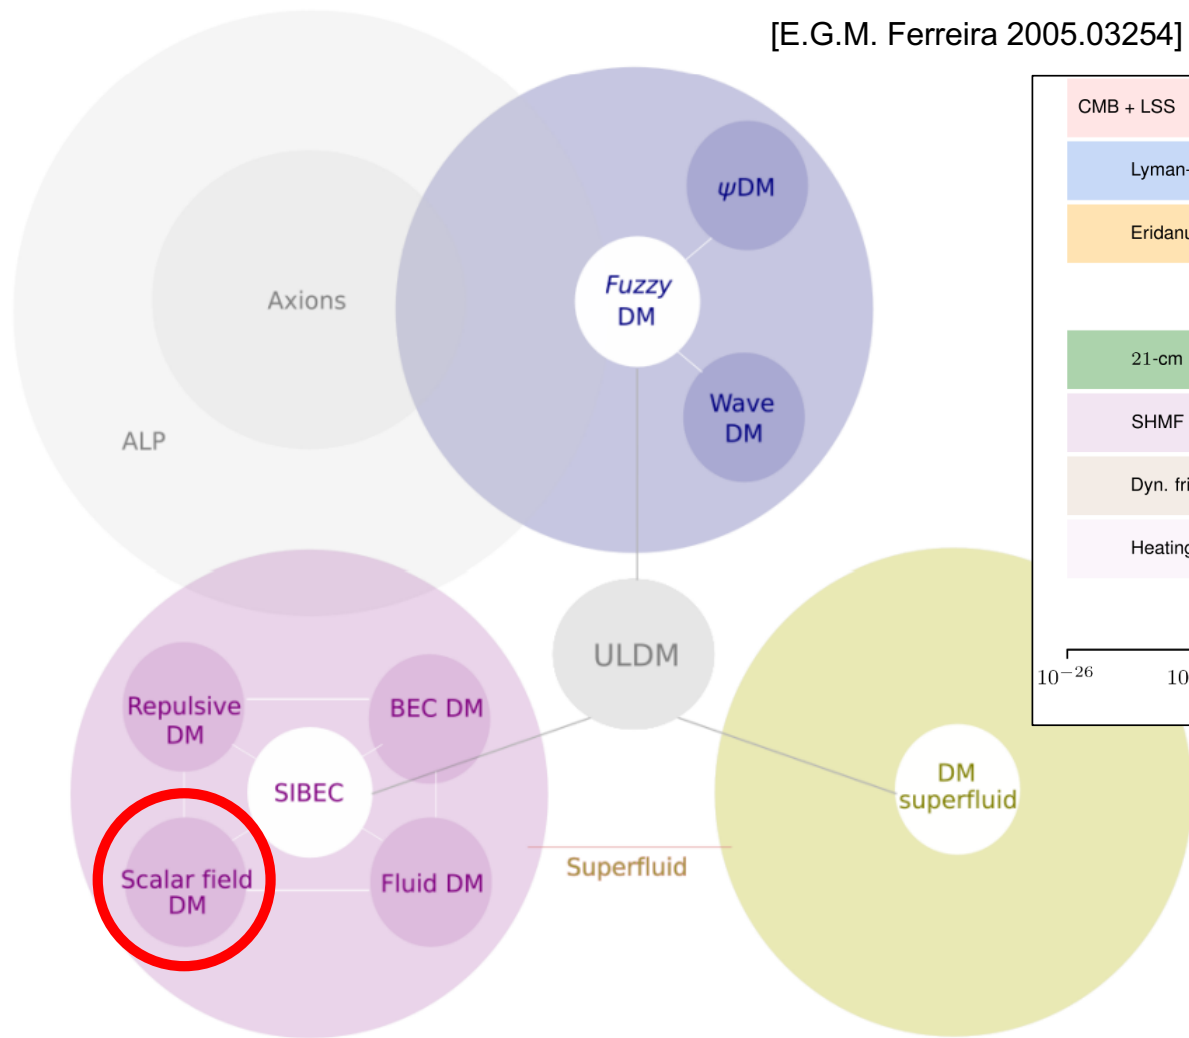 [E.G.M. Ferreira 2005.03254]
CMB + LSS
Lyman-
Eridanu
21-cm
SHMF
Dyn. fri
Heating
10⁻²⁶
10
ψDM
Fuzzy
DM
Wave
DM
Axions
ALP
ULDM
Repulsive
DM
BEC DM
SIBEC
Scalar field
DM
Fluid DM
Superfluid
DM
superfluid